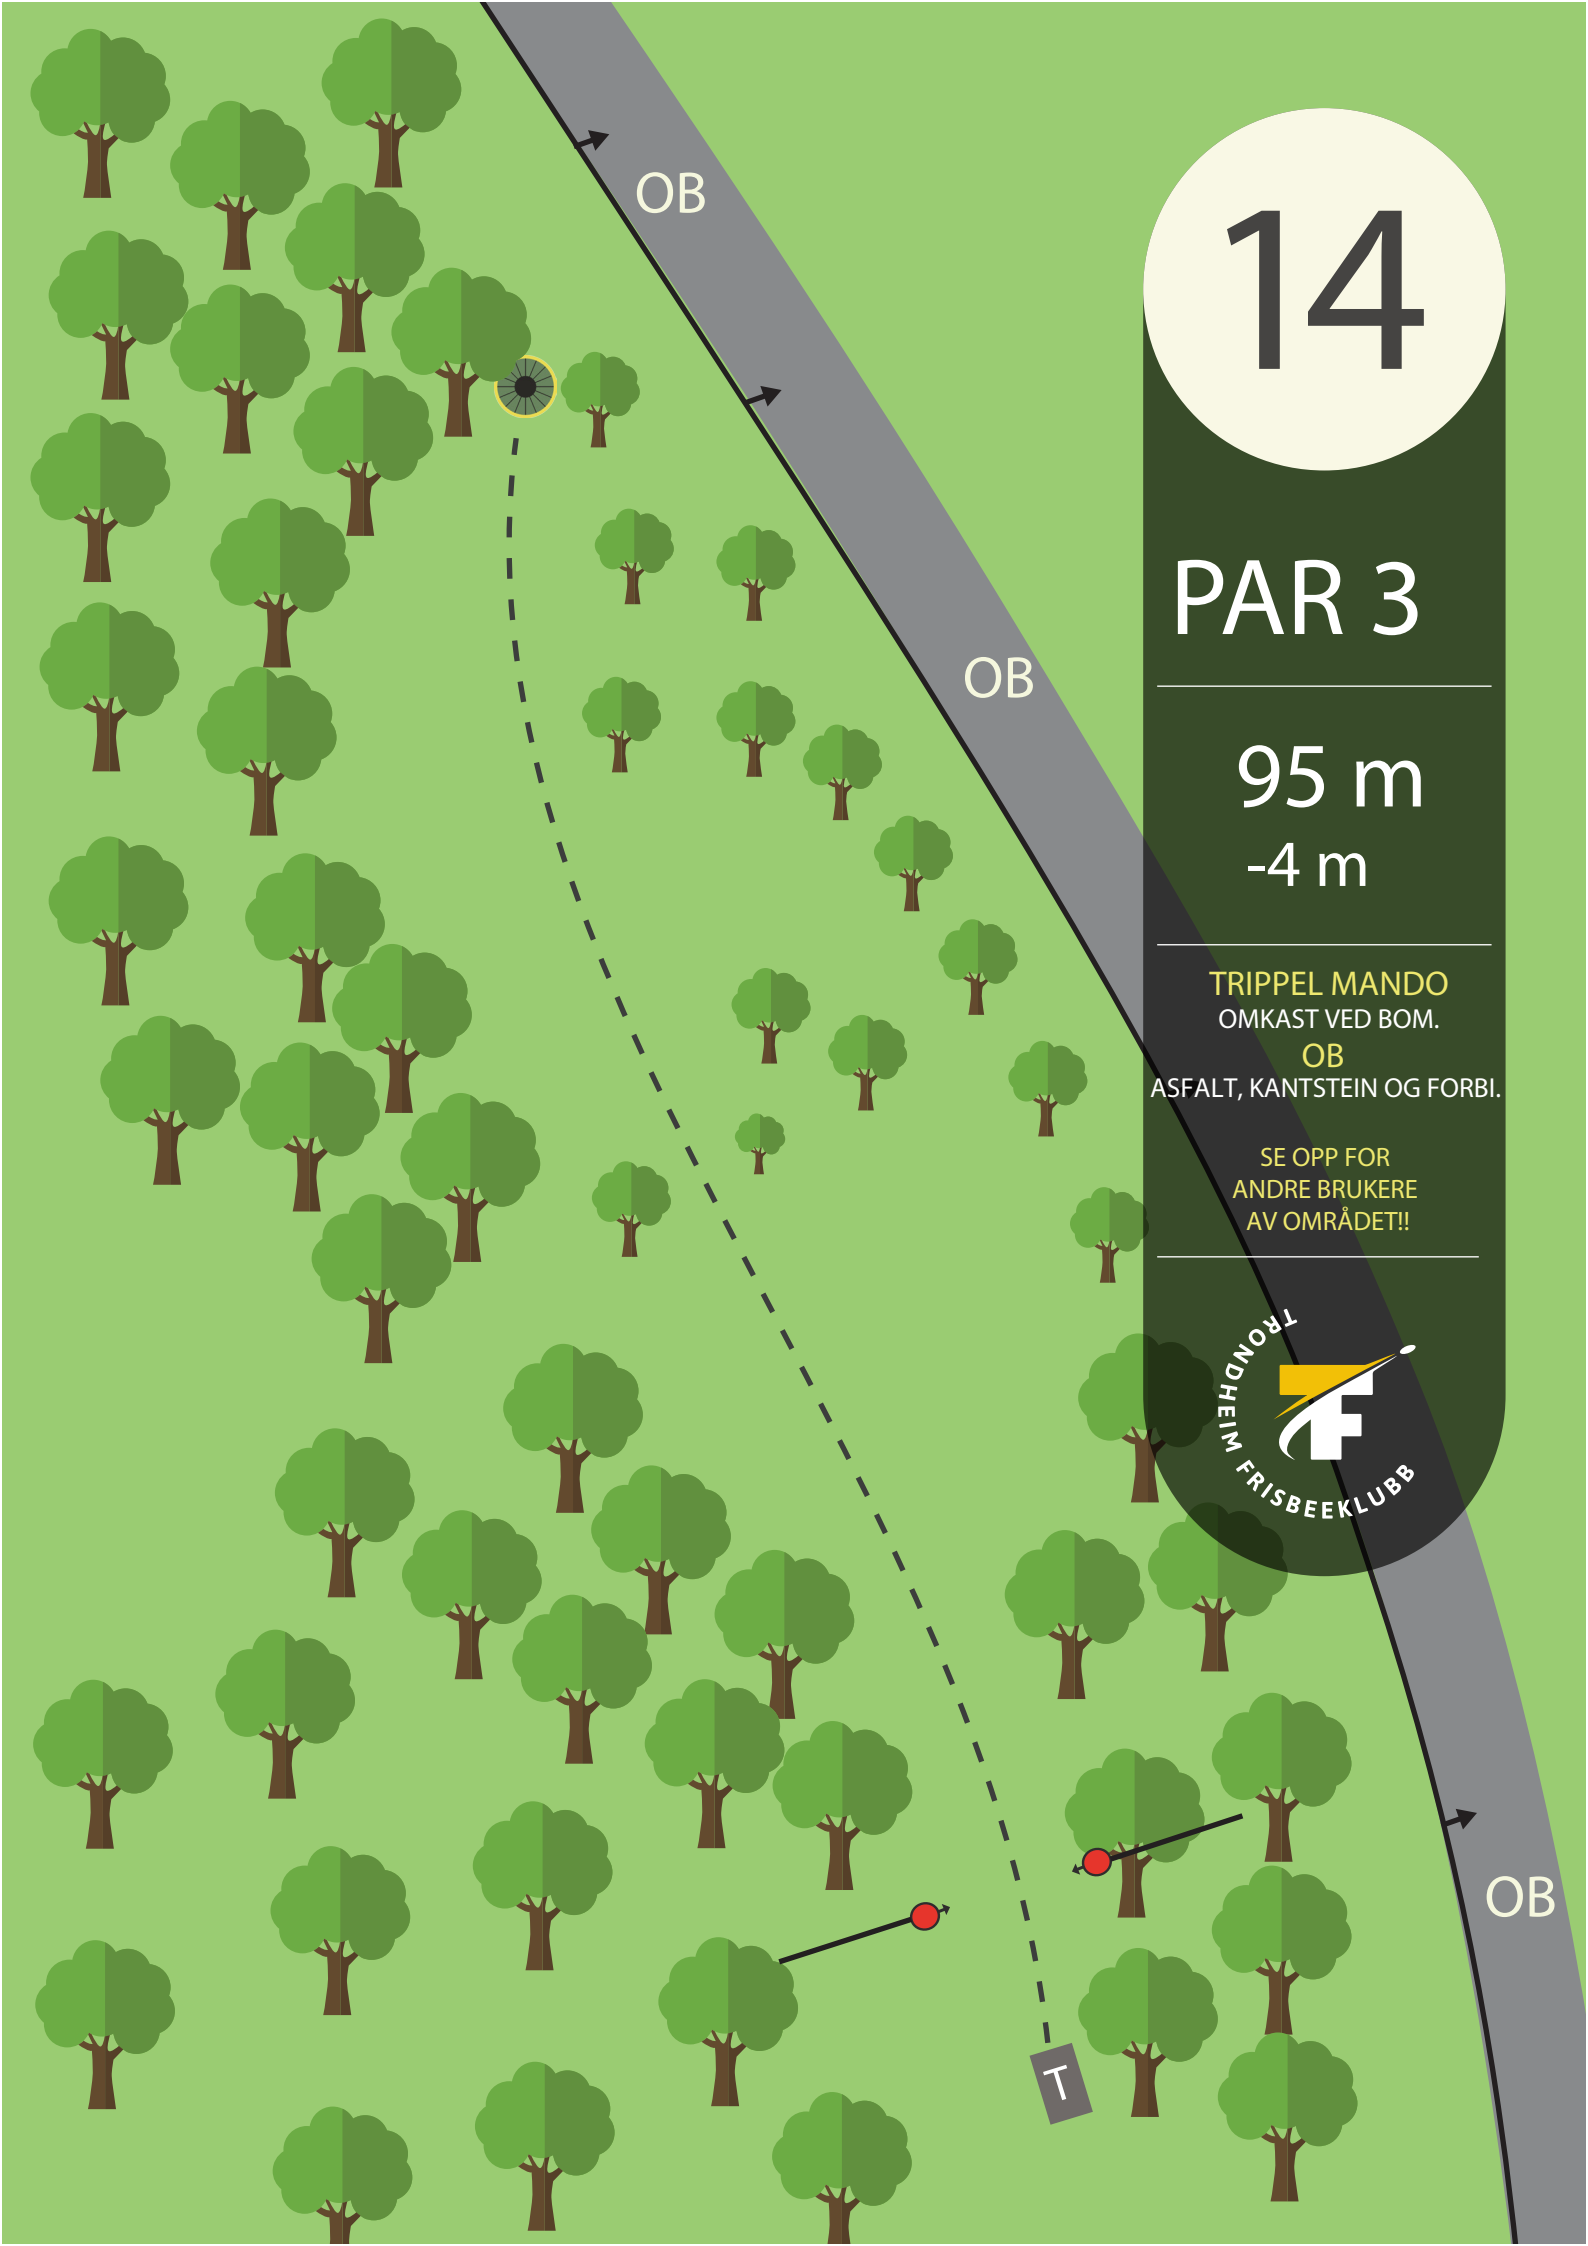 OB
14
PAR 3
OB
95 m
-4 m
TRIPPEL MANDO
OMKAST VED BOM.
OB
ASFALT, KANTSTEIN OG FORBI.
SE OPP FOR
ANDRE BRUKERE
AV OMRÅDET!!
TRONDHEIM FRISBEEKLUBB
TF
OB
T